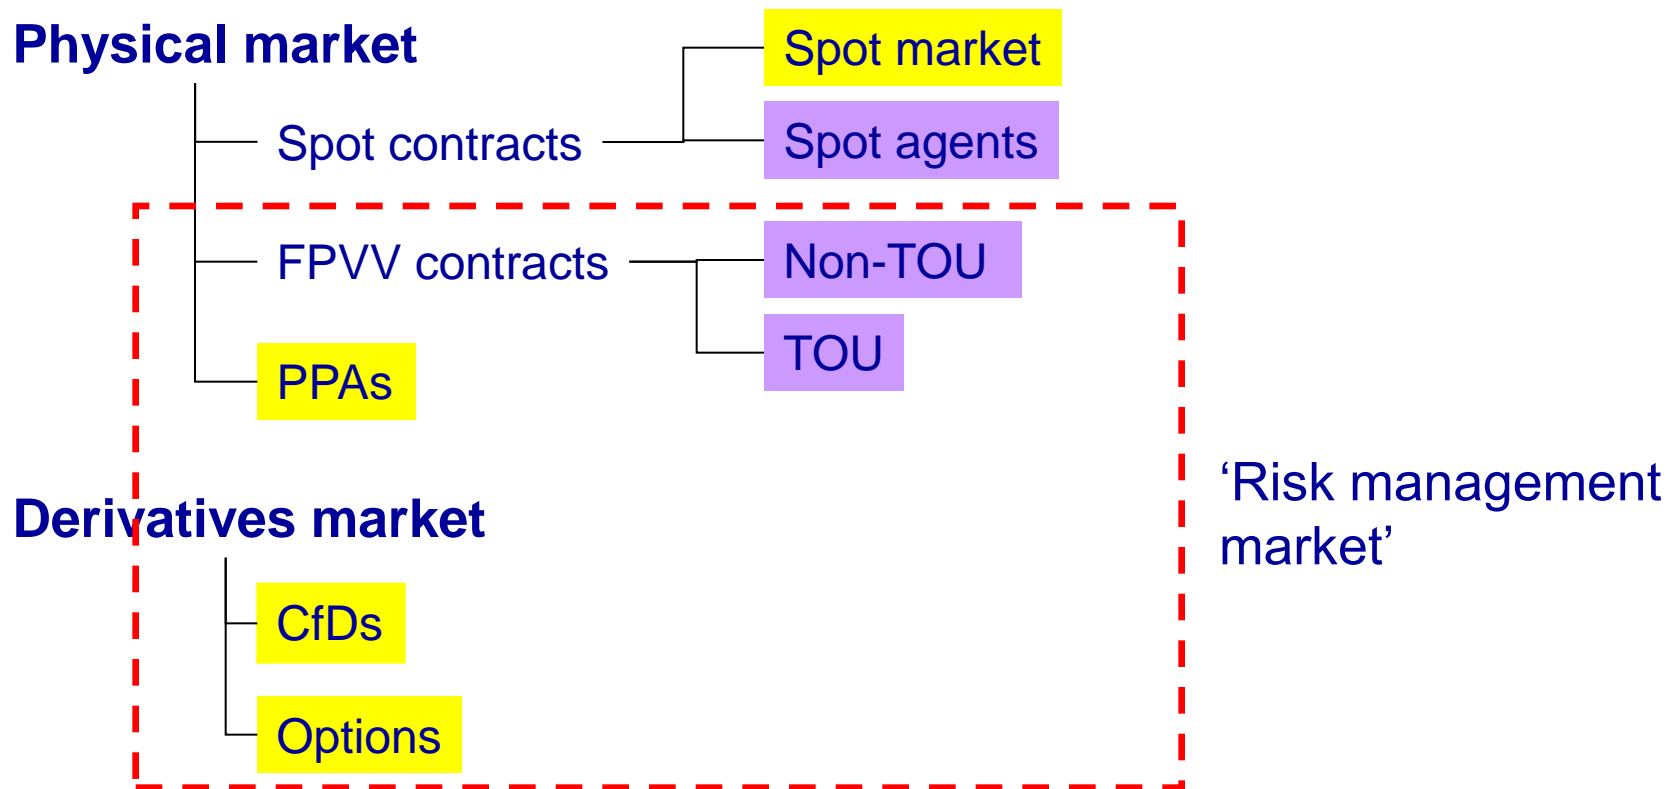 Physical market
Spot market
Spot contracts
Spot agents
FPVV contracts
Non-TOU
TOU
PPAs
‘Risk management
market’
Derivatives market
CfDs
Options